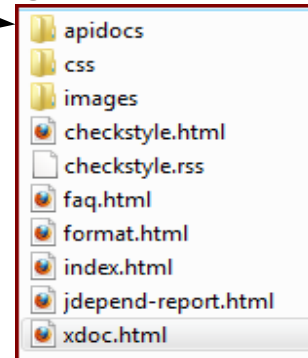 apidocs
css
images
checkstyle.html
checkstyle.rss
faq.html
format.html
index.html
jdepend-report.html
xdoc.html